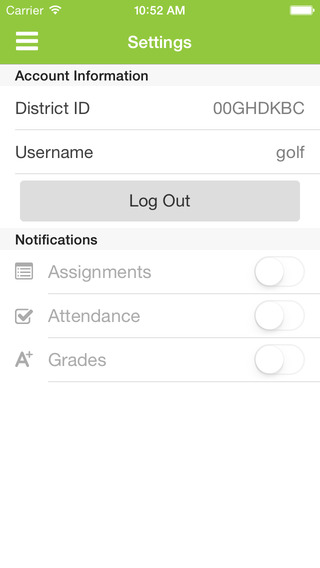 Carrier 10:52 AM
Settings
Account Information
District ID 00GHDKBC
Username golf
Log Out
Notifications
Assignments
Attendance
A+ Grades